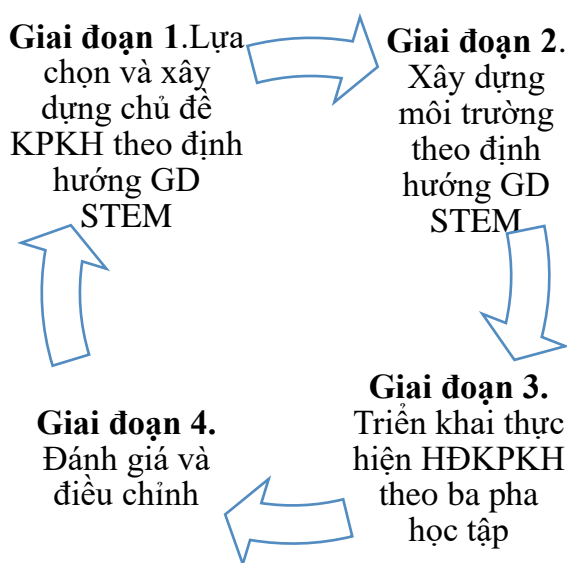 Giai đoạn 1.Lựa
chọn và xây
dựng chủ đề
KPKH theo định
hướng GD
STEM
Giai đoạn 2.
Xây dựng
môi trường
theo định
hướng GD
STEM
Giai đoạn 3.
Triển khai thực
hiện HĐKPKH
theo ba pha
học tập
Giai đoạn 4.
Đánh giá và
điều chỉnh